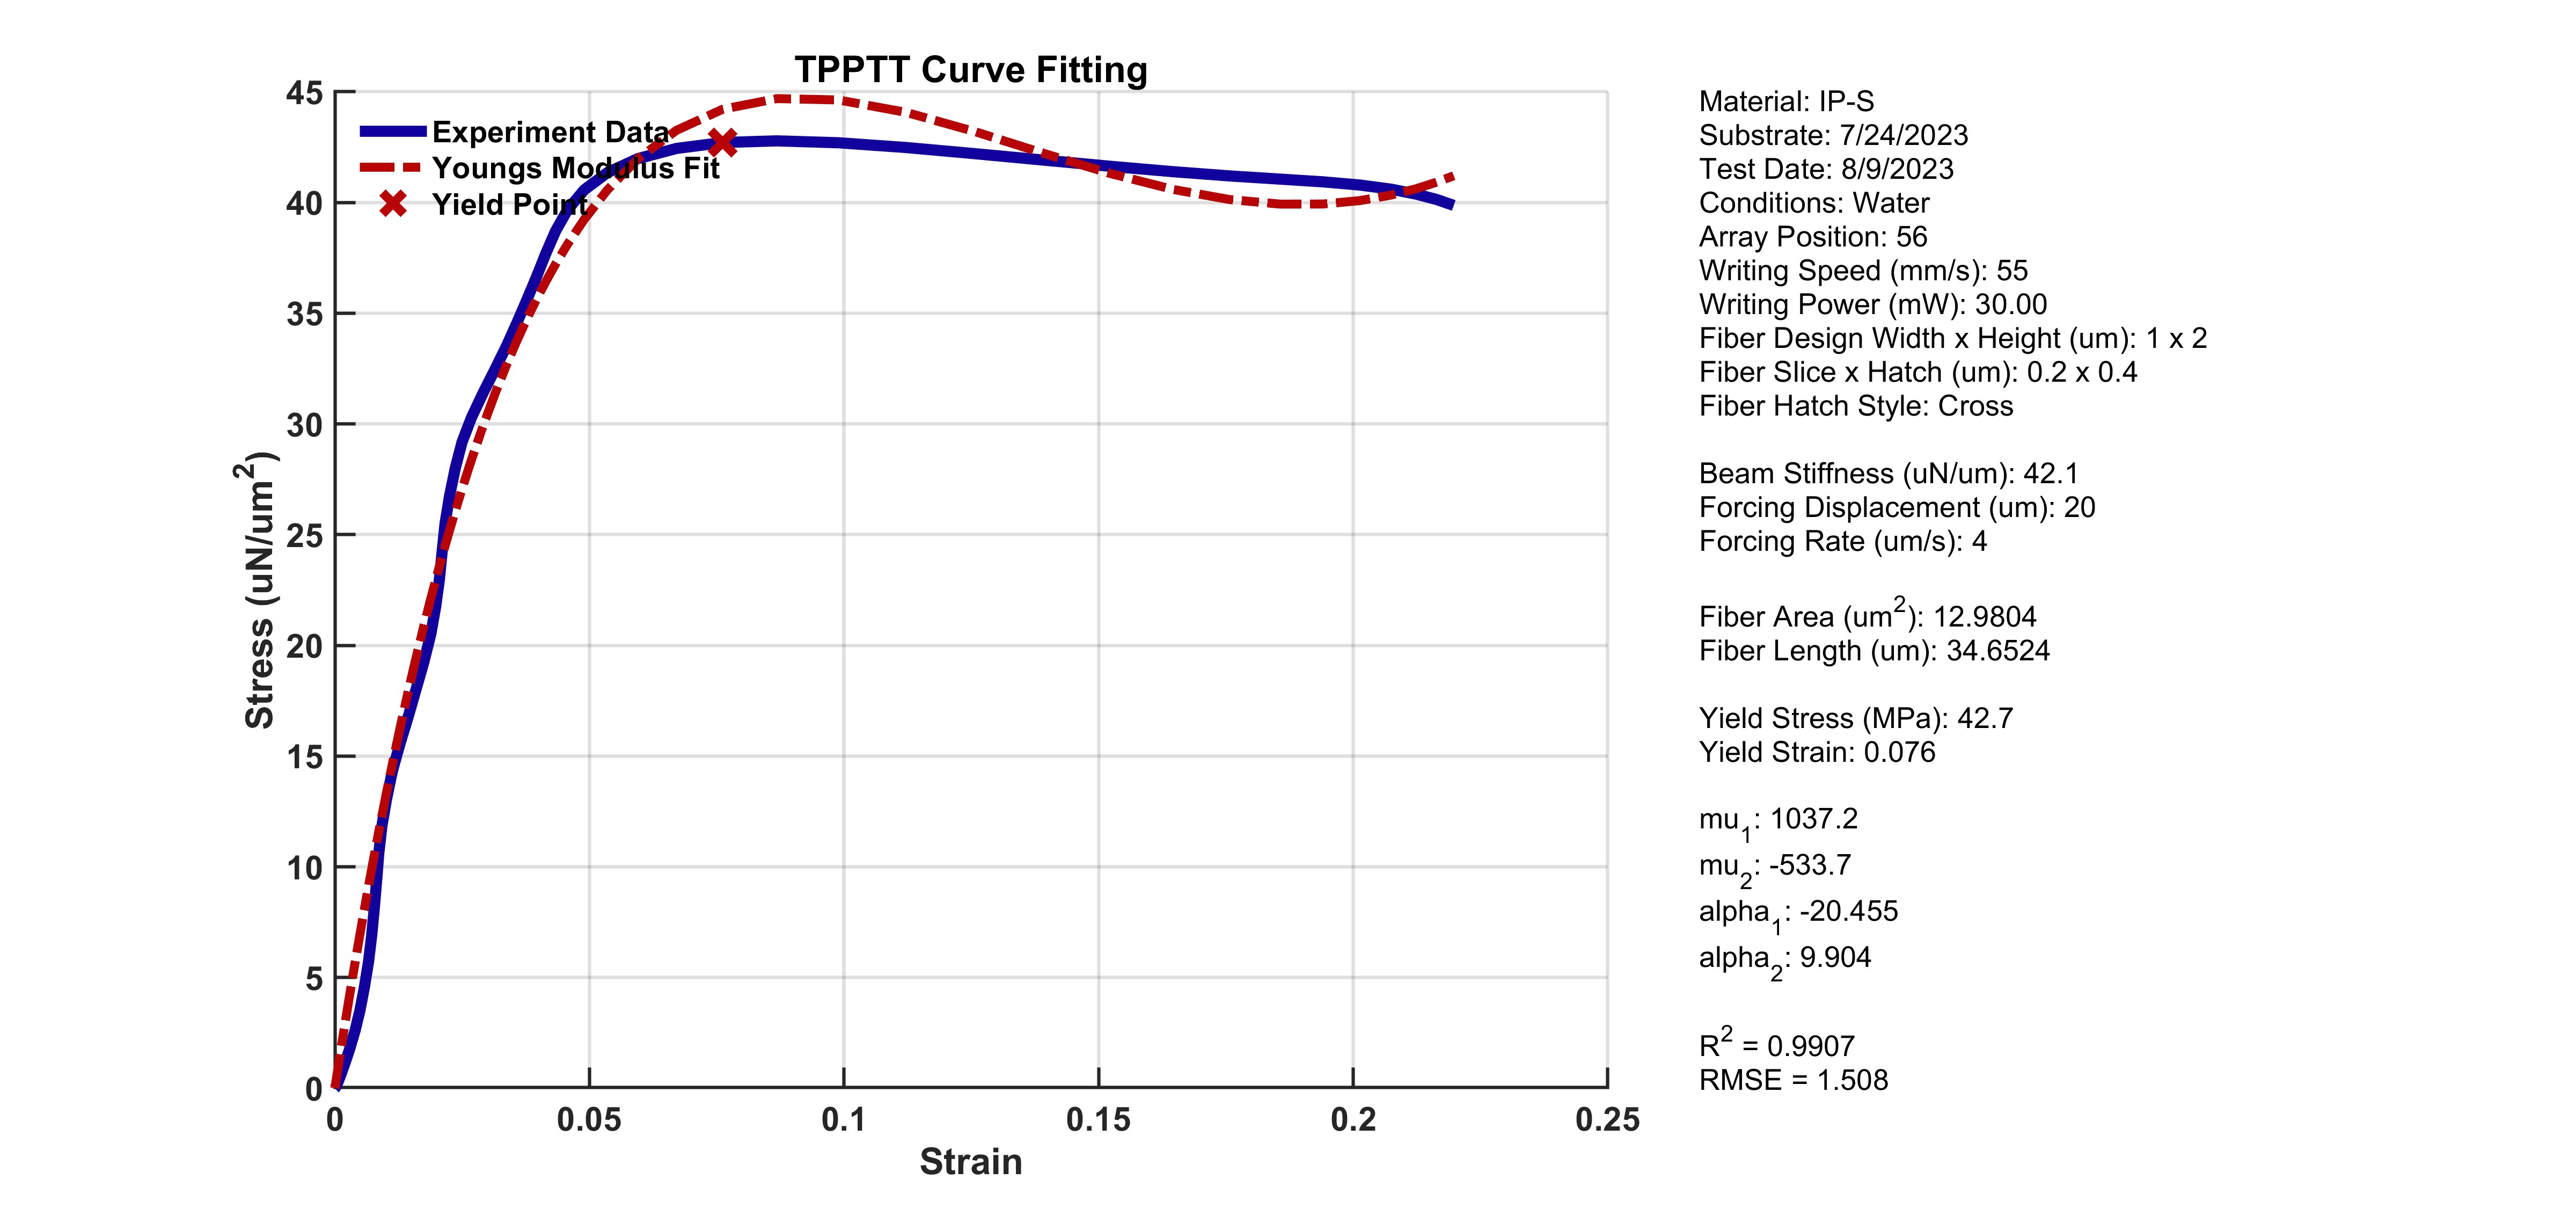 TPPTT Curve Fitting
45
40
35
30
25
20
15
10
5
0
Stress (uN/um²)
Experiment Data
Youngs Modulus Fit
Yield Point
0 0.05 0.1 0.15 0.2 0.25
Strain
Material: IP-S
Substrate: 7/24/2023
Test Date: 8/9/2023
Conditions: Water
Array Position: 56
Writing Speed (mm/s): 55
Writing Power (mW): 30.00
Fiber Design Width x Height (um): 1 x 2
Fiber Slice x Hatch (um): 0.2 x 0.4
Fiber Hatch Style: Cross
Beam Stiffness (uN/um): 42.1
Forcing Displacement (um): 20
Forcing Rate (um/s): 4
Fiber Area (um²): 12.9804
Fiber Length (um): 34.6524
Yield Stress (MPa): 42.7
Yield Strain: 0.076
mu₁: 1037.2
mu₂: -533.7
alpha₁: -20.455
alpha₂: 9.904
R² = 0.9907
RMSE = 1.508